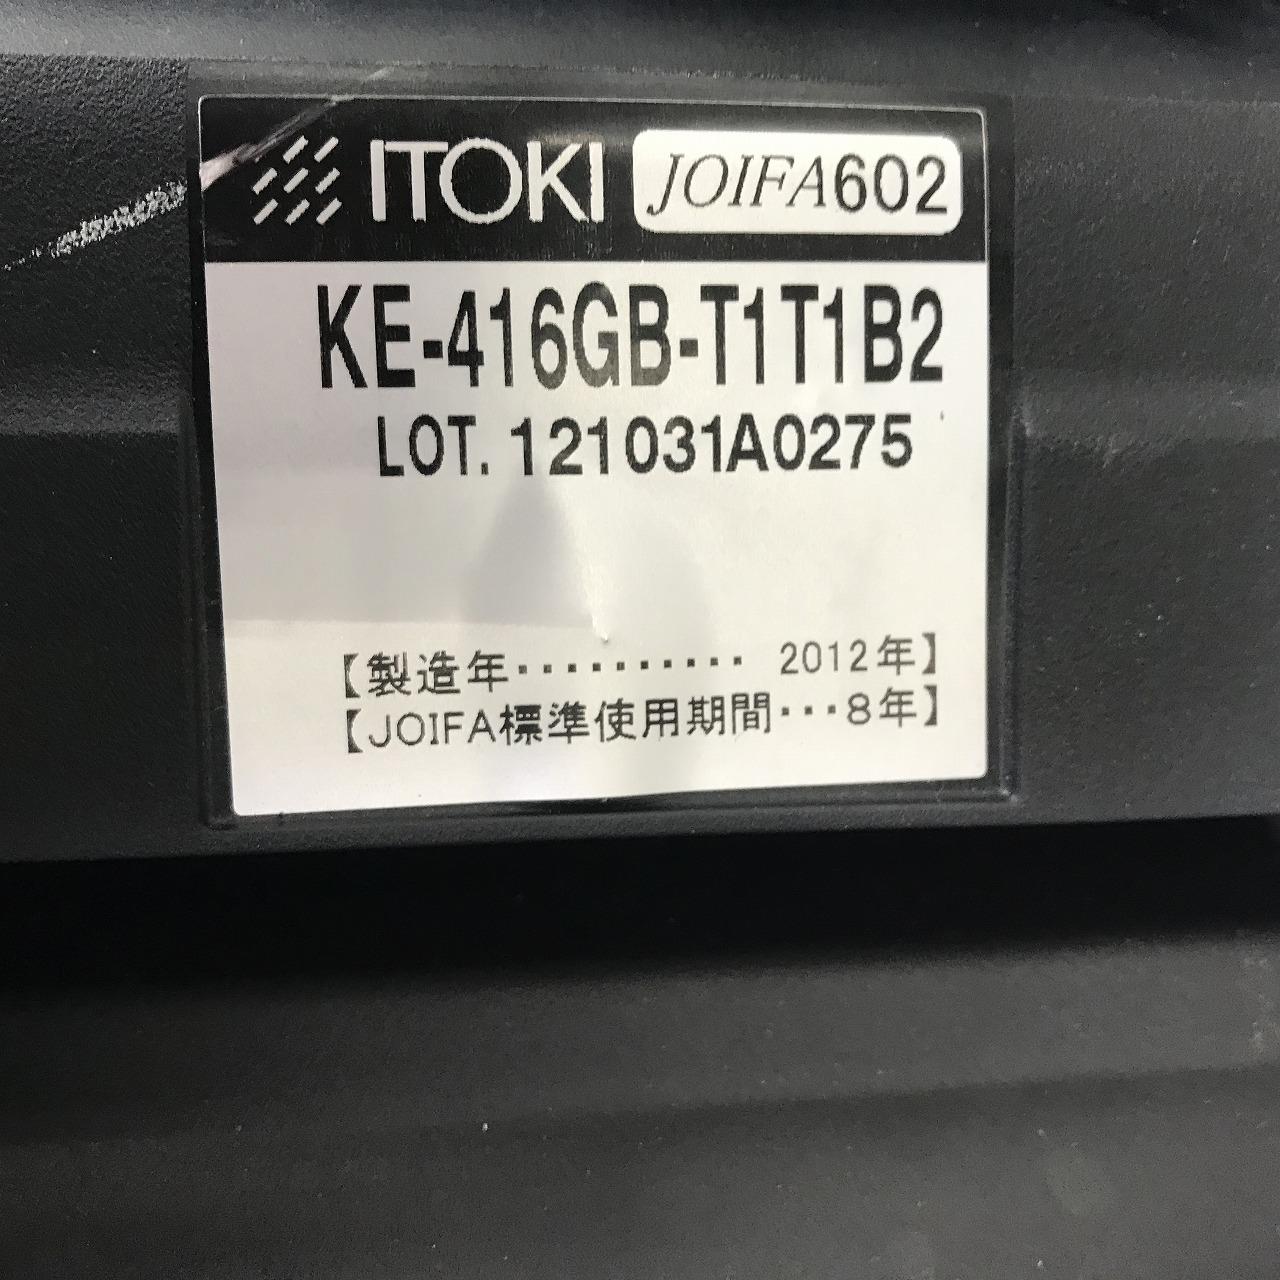 ITOKI JOIFA602
KE-416GB-T1T1B2
LOT. 121031A0275
【製造年・・・・・・・・・・ 2012年】
【JOIFA標準使用期間・・・8年】